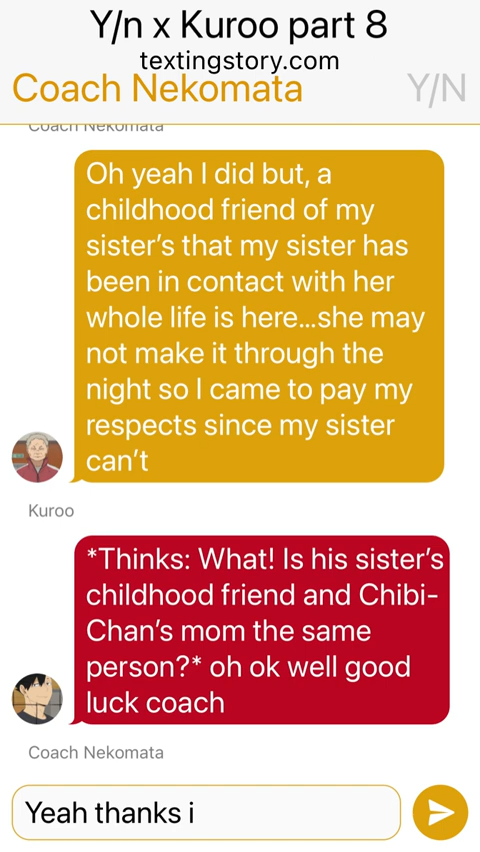 Y/n x Kuroo part 8
textingstory.com
Coach Nekomata Y/N
Coach Nekomata
Oh yeah I did but, a
childhood friend of my
sister’s that my sister has
been in contact with her
whole life is here...she may
not make it through the
night so I came to pay my
respects since my sister
can’t
Kuroo
*Thinks: What! Is his sister’s
childhood friend and Chibi-
Chan’s mom the same
person?* oh ok well good
luck coach
Coach Nekomata
Yeah thanks i